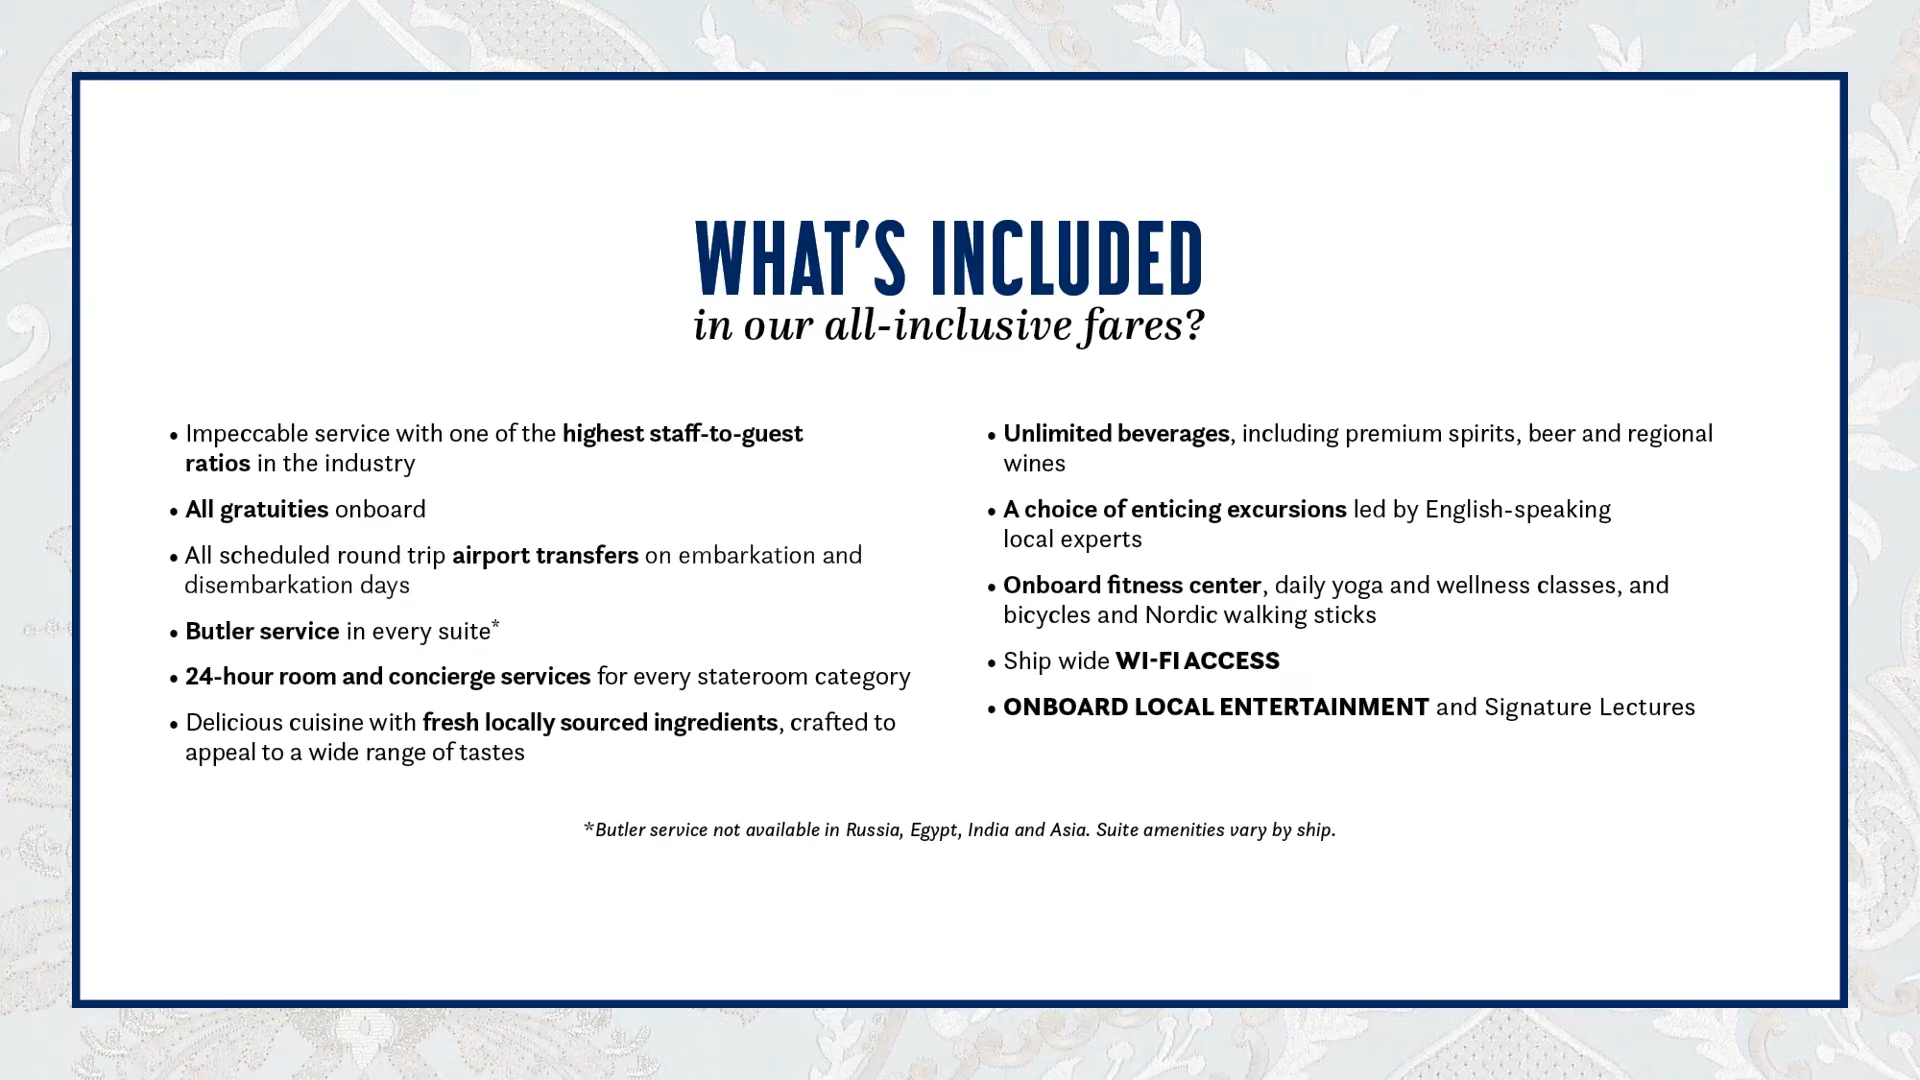 WHAT'S INCLUDED
in our all-inclusive fares?
• Impeccable service with one of the highest staff-to-guest
ratios in the industry
• All gratuities onboard
• All scheduled round trip airport transfers on embarkation and
disembarkation days
• Butler service in every suite*
• 24-hour room and concierge services for every stateroom category
• Delicious cuisine with fresh locally sourced ingredients, crafted to
appeal to a wide range of tastes
• Unlimited beverages, including premium spirits, beer and regional
wines
• A choice of enticing excursions led by English-speaking
local experts
• Onboard fitness center, daily yoga and wellness classes, and
bicycles and Nordic walking sticks
• Ship wide WI-FI ACCESS
• ONBOARD LOCAL ENTERTAINMENT and Signature Lectures
*Butler service not available in Russia, Egypt, India and Asia. Suite amenities vary by ship.